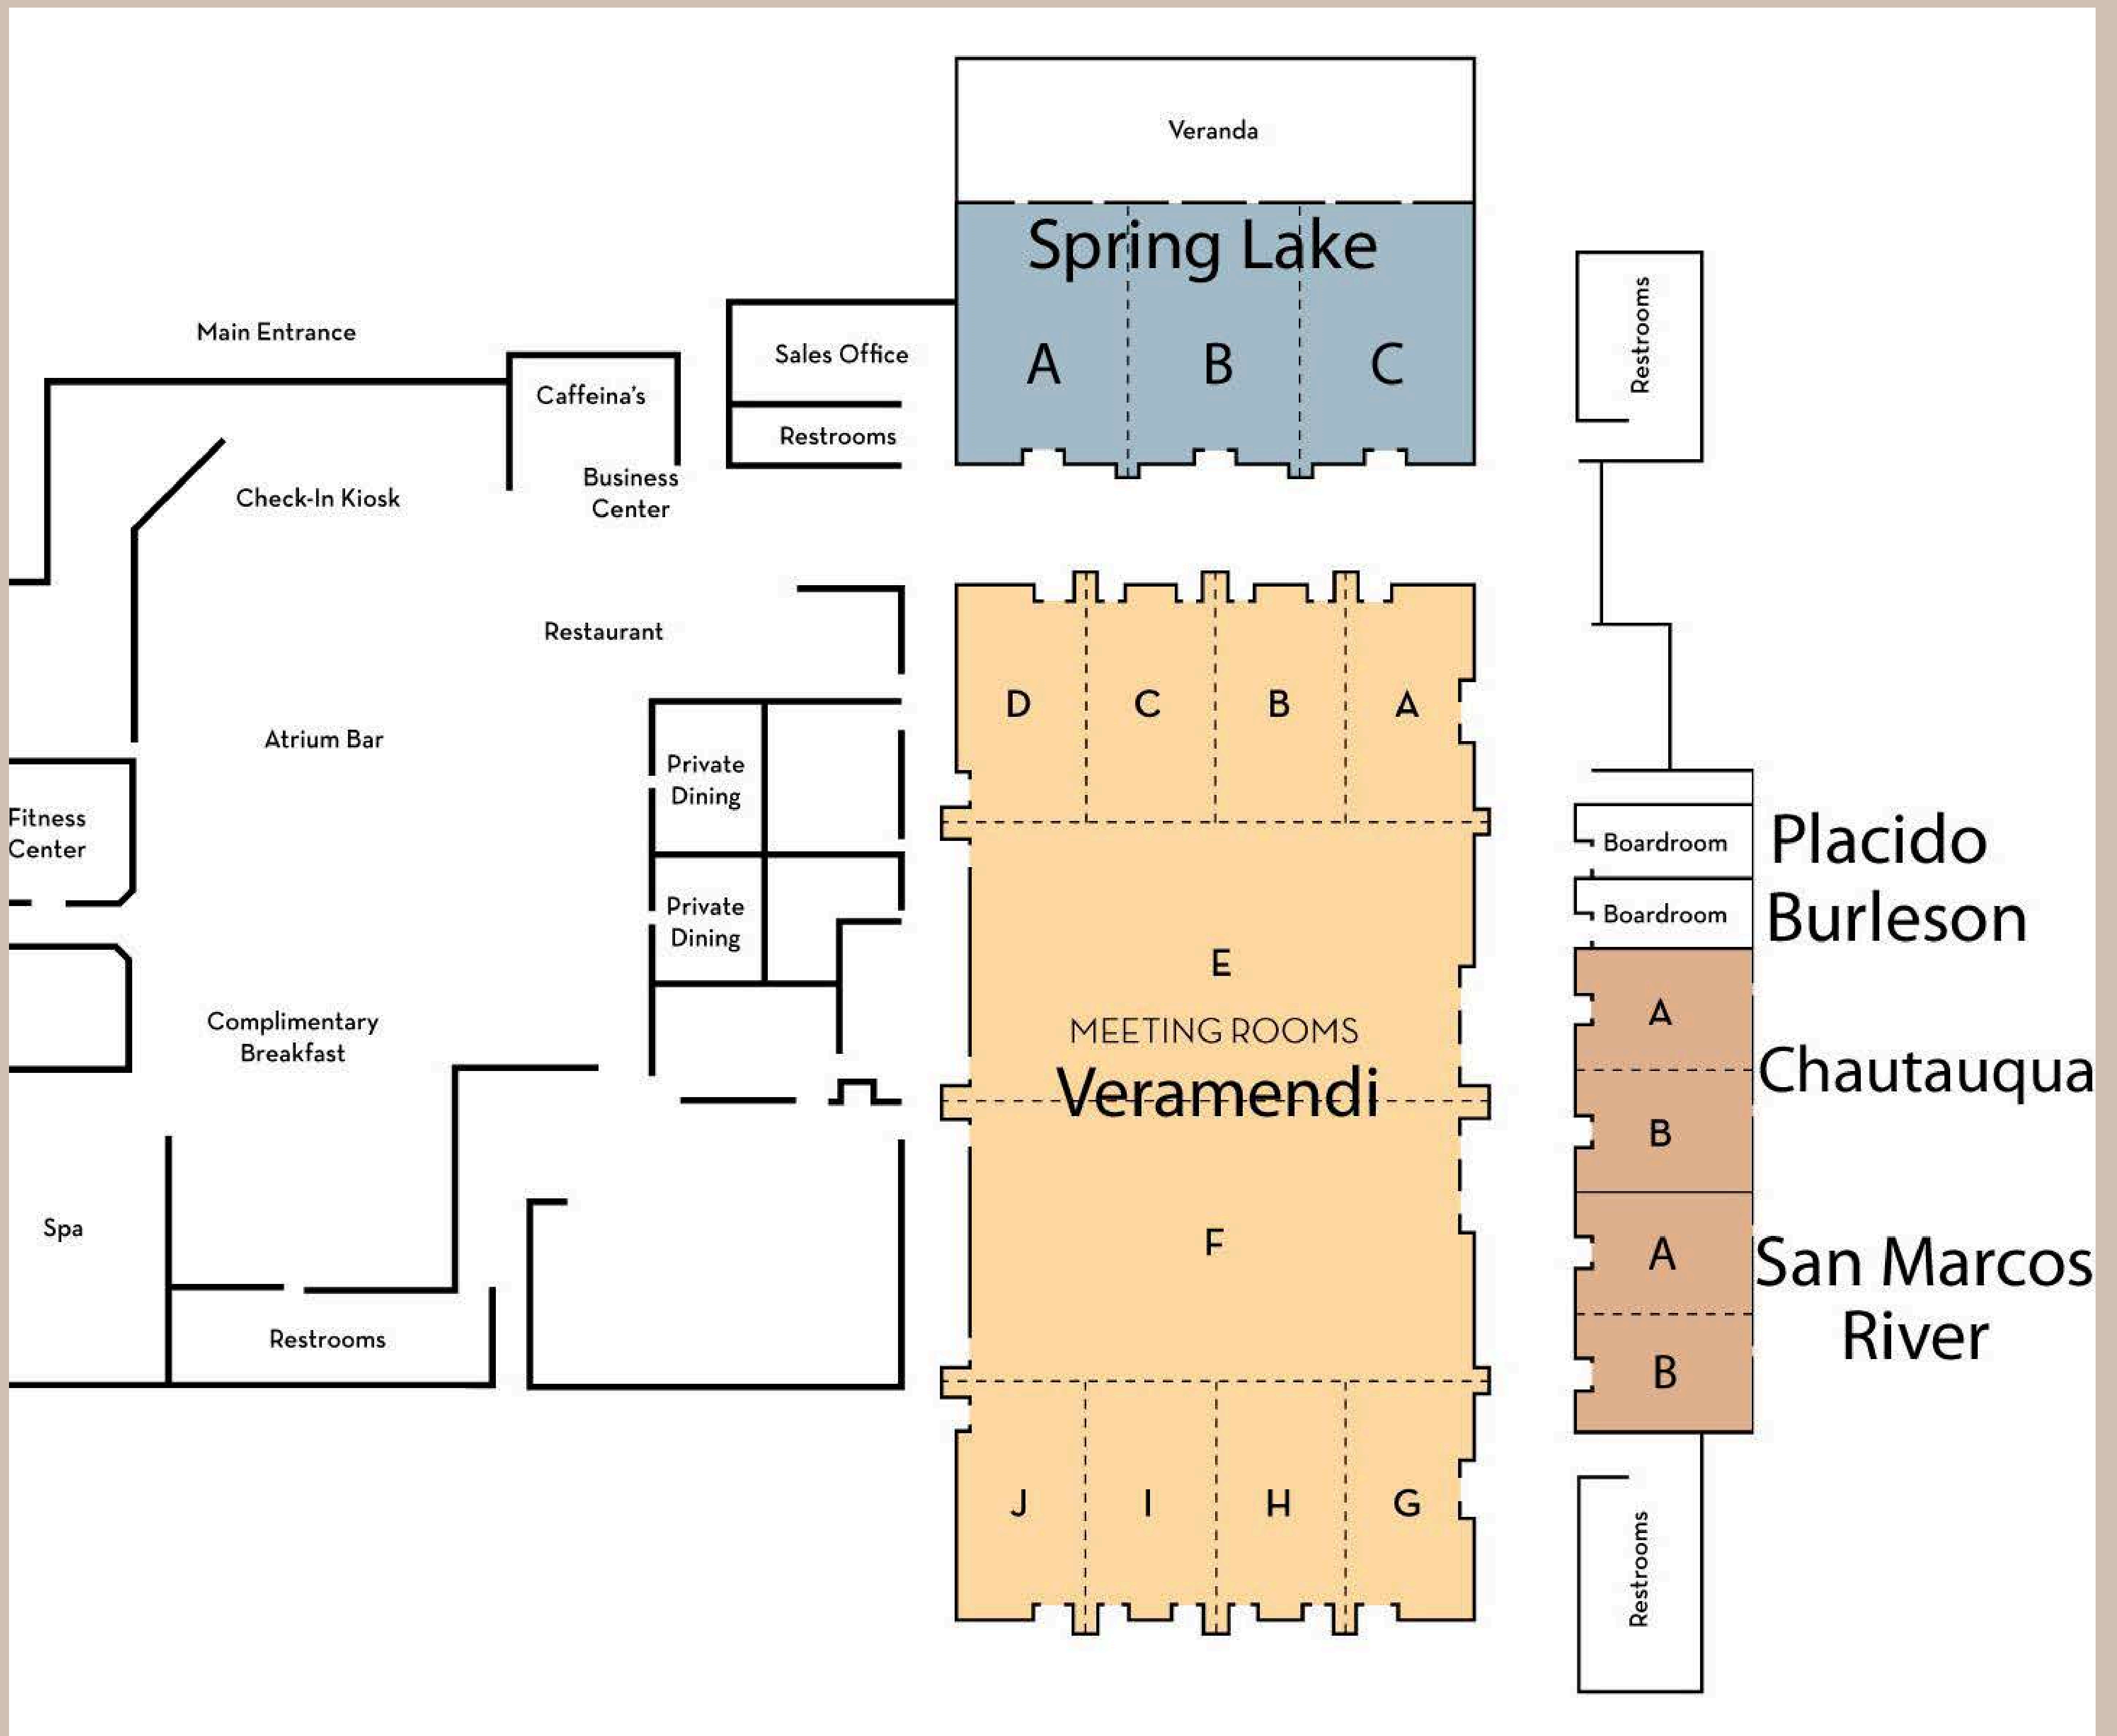 Veranda
Spring Lake
A B C
Restrooms
Main Entrance
Sales Office
Caffeina's
Restrooms
Check-In Kiosk
Business
Center
Restaurant
D C B A
Atrium Bar
Private
Dining
Fitness
Center
Boardroom
Placido
Private
Dining
Boardroom
Burleson
E
MEETING ROOMS
Veramendi
Complimentary
Breakfast
A
Chautauqua
B
F
Spa
A
San Marcos
River
B
Restrooms
J I H G
Restrooms